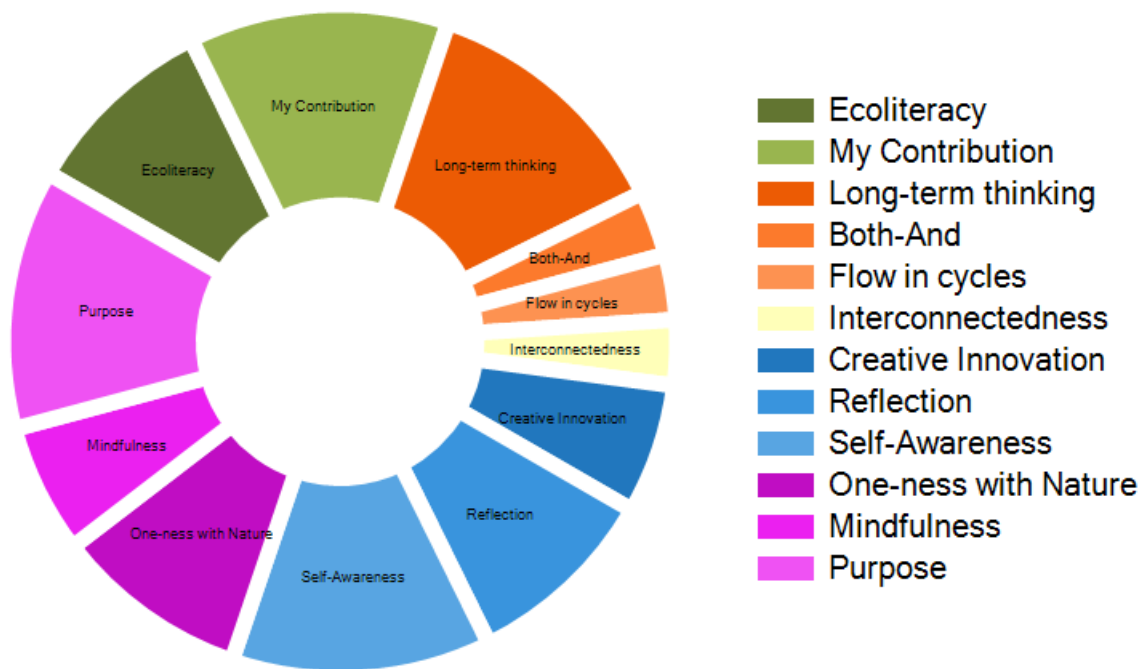 My Contribution
Long-term thinking
Ecoliteracy
Both-And
Flow in cycles
Purpose
Interconnectedness
Creative Innovation
Mindfulness
Reflection
One-ness with Nature
Self-Awareness
Ecoliteracy
My Contribution
Long-term thinking
Both-And
Flow in cycles
Interconnectedness
Creative Innovation
Reflection
Self-Awareness
One-ness with Nature
Mindfulness
Purpose